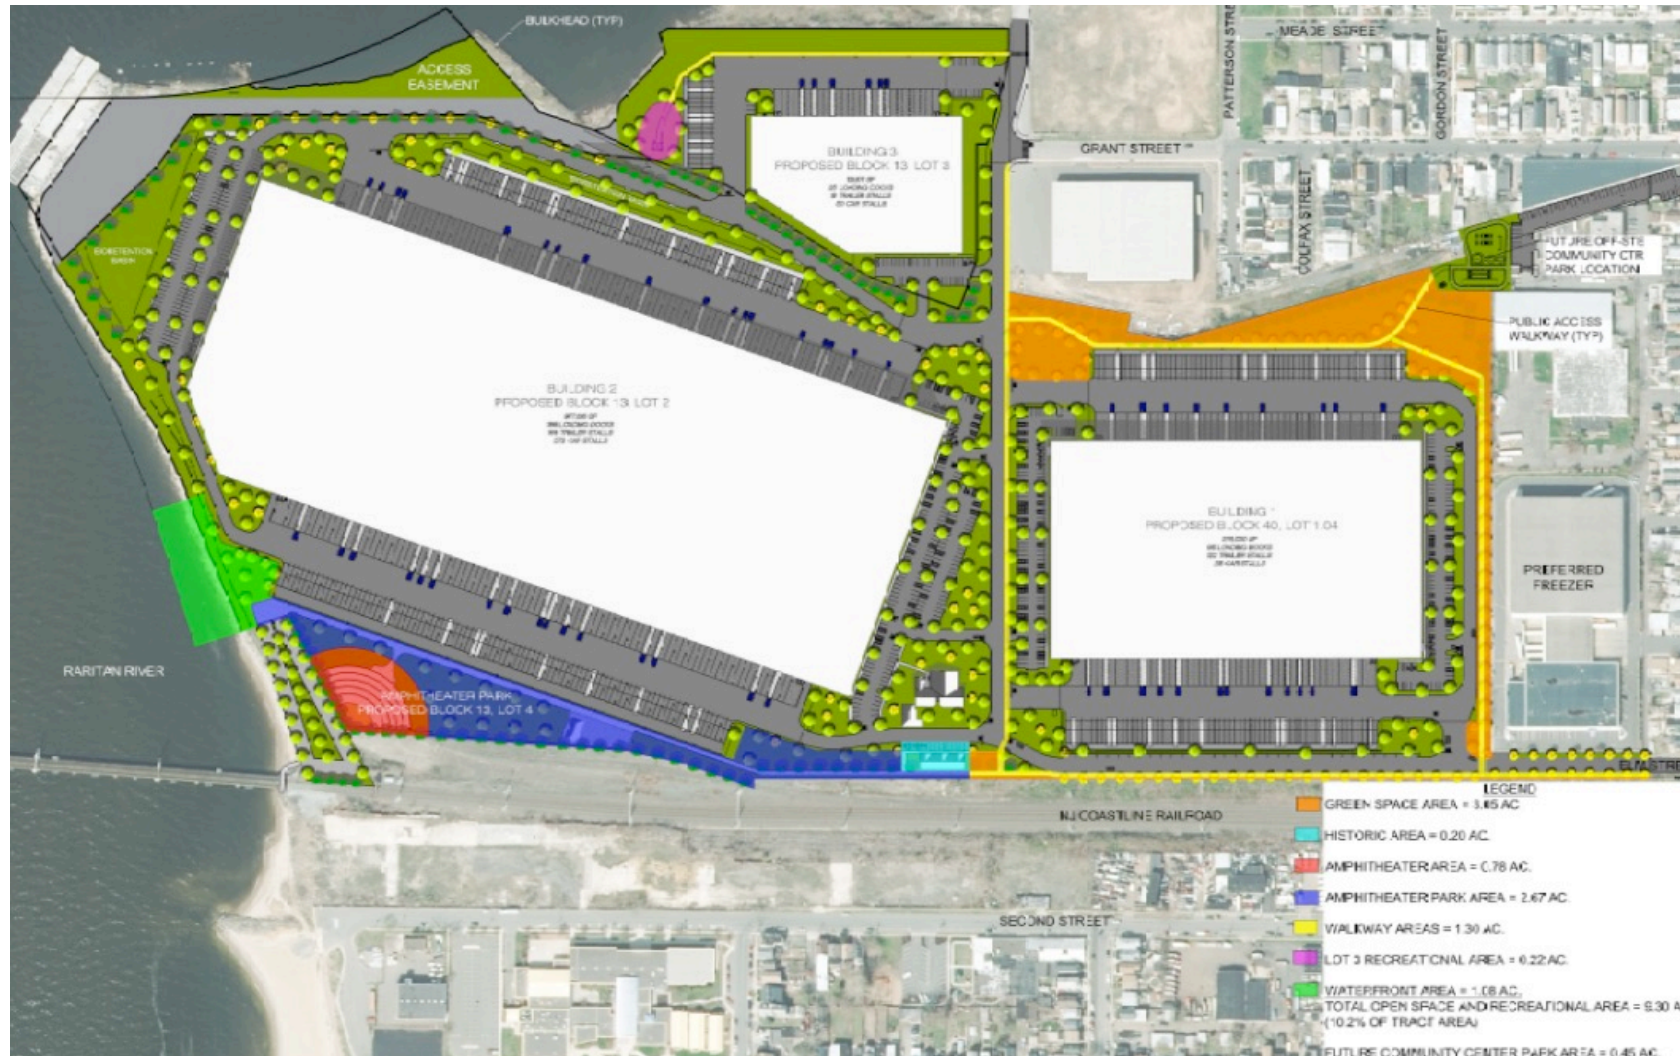 BULKHEAD (TYP)
ACCESS
EASEMENT
PATTERSON STRE
MEADE STREET
GORDON STREET
GRANT STREET
COLFAX STREET
BUILDING 3
PROPOSED BLOCK 13, LOT 3
BIORETENTION
BASIN
FUTURE OFF-SITE
COMMUNITY CTR
PARK LOCATION
PUBLIC ACCESS
WALKWAY (TYP)
BUILDING 2
PROPOSED BLOCK 13, LOT 2
BUILDING 1
PROPOSED BLOCK 40, LOT 1.04
PREFERRED
FREEZER
RARITAN RIVER
AMPHITHEATER PARK
PROPOSED BLOCK 13, LOT 4
ELM STRE
NJ COASTLINE RAILROAD
SECOND STREET
LEGEND
GREEN SPACE AREA = AC
HISTORIC AREA = 0.20 AC.
AMPHITHEATER AREA = 0.78 AC.
AMPHITHEATER PARK AREA = 2.67 AC.
WALKWAY AREAS = 1.30 AC.
LOT 3 RECREATIONAL AREA = 0.22 AC.
WATERFRONT AREA = 1.08 AC.
TOTAL OPEN SPACE AND RECREATIONAL AREA = 9.30 A
(10.2% OF TRACT AREA)
FUTURE COMMUNITY CENTER PARK AREA = 0.45 AC.